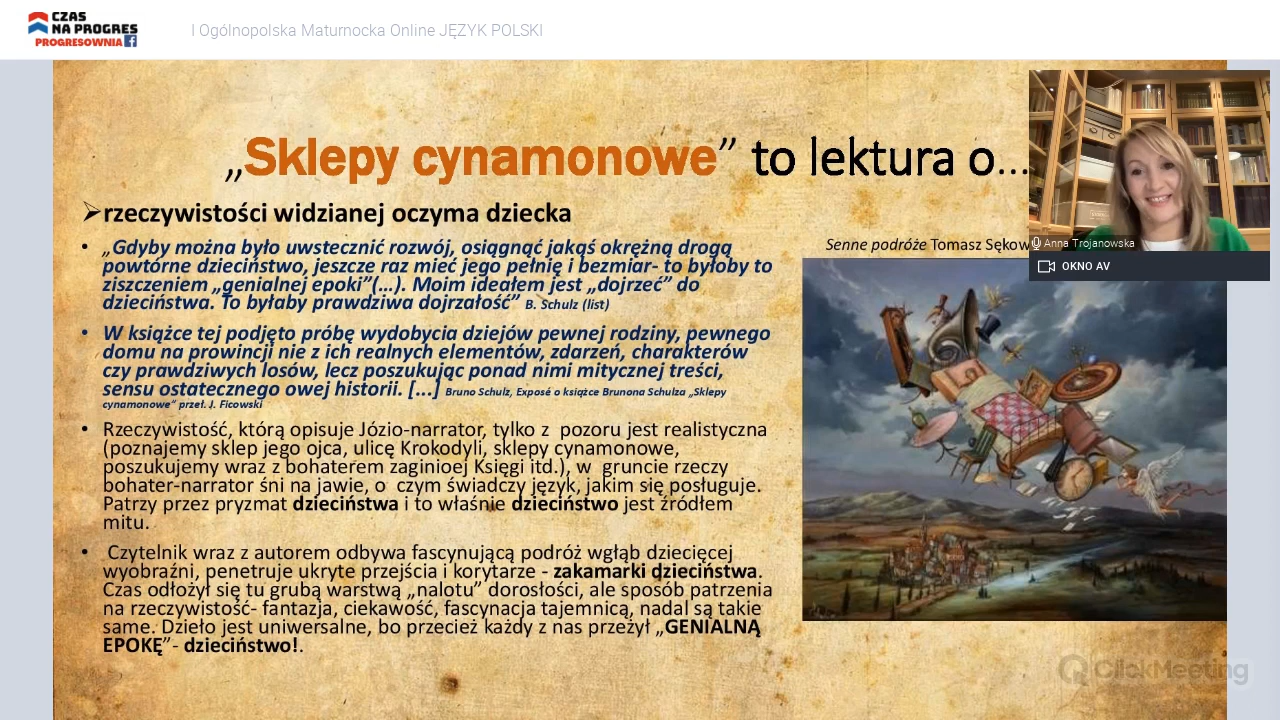 CZAS
NA PROGRES
PROGRESOWNIA
I Ogólnopolska Maturnocka Online JĘZYK POLSKI
„Sklepy cynamonowe” to lektura o...
➢rzeczywistości widzianej oczyma dziecka
• „Gdyby można było uwstecznić rozwój, osiągnąć jakąś okrężną drogą
powtórne dzieciństwo, jeszcze raz mieć jego pełnię i bezmiar- to byłoby to
ziszczeniem „genialnej epoki”(...). Moim ideałem jest „dojrzeć” do
dzieciństwa. To byłaby prawdziwa dojrzałość” B. Schulz (list)
• W książce tej podjęto próbę wydobycia dziejów pewnej rodziny, pewnego
domu na prowincji nie z ich realnych elementów, zdarzeń, charakterów
czy prawdziwych losów, lecz poszukując ponad nimi mitycznej treści,
sensu ostatecznego owej historii. [...] Bruno Schulz, Exposé o książce Brunona Schulza „Sklepy
cynamonowe” przeł. J. Ficowski
• Rzeczywistość, którą opisuje Józio-narrator, tylko z pozoru jest realistyczna
(poznajemy sklep jego ojca, ulicę Krokodyli, sklepy cynamonowe,
poszukujemy wraz z bohaterem zaginioej Księgi itd.), w gruncie rzeczy
bohater-narrator śni na jawie, o czym świadczy język, jakim się posługuje.
Patrzy przez pryzmat dzieciństwa i to właśnie dzieciństwo jest źródłem
mitu.
• Czytelnik wraz z autorem odbywa fascynującą podróż wgłąb dziecięcej
wyobraźni, penetruje ukryte przejścia i korytarze - zakamarki dzieciństwa.
Czas odłożył się tu grubą warstwą „nalotu” dorosłości, ale sposób patrzenia
na rzeczywistość- fantazja, ciekawość, fascynacja tajemnicą, nadal są takie
same. Dzieło jest uniwersalne, bo przecież każdy z nas przeżył „GENIALNĄ
EPOKĘ”- dzieciństwo!.
Senne podróże Tomasz Sękow
Anna Trojanowska
OKNO AV
ClickMeeting